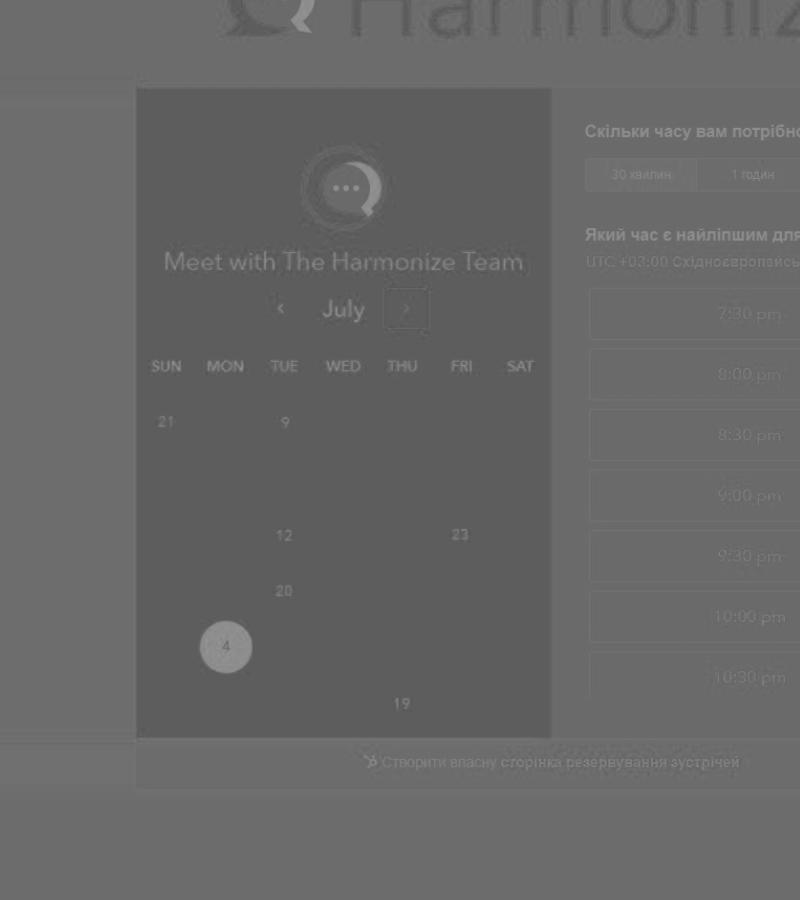 Harmoniz
Meet with The Harmonize Team
July
SUN MON TUE WED THU FRI SAT
21 9
12 23
20
4
19
Скільки часу вам потрібно
30 хвилин 1 годин
Який час є найліпшим для
UTC +03:00 Східноєвропейсь
7:30 pm
8:00 pm
8:30 pm
9:00 pm
9:30 pm
10:00 pm
10:30 pm
Створити власну сторінка резервування зустрічей